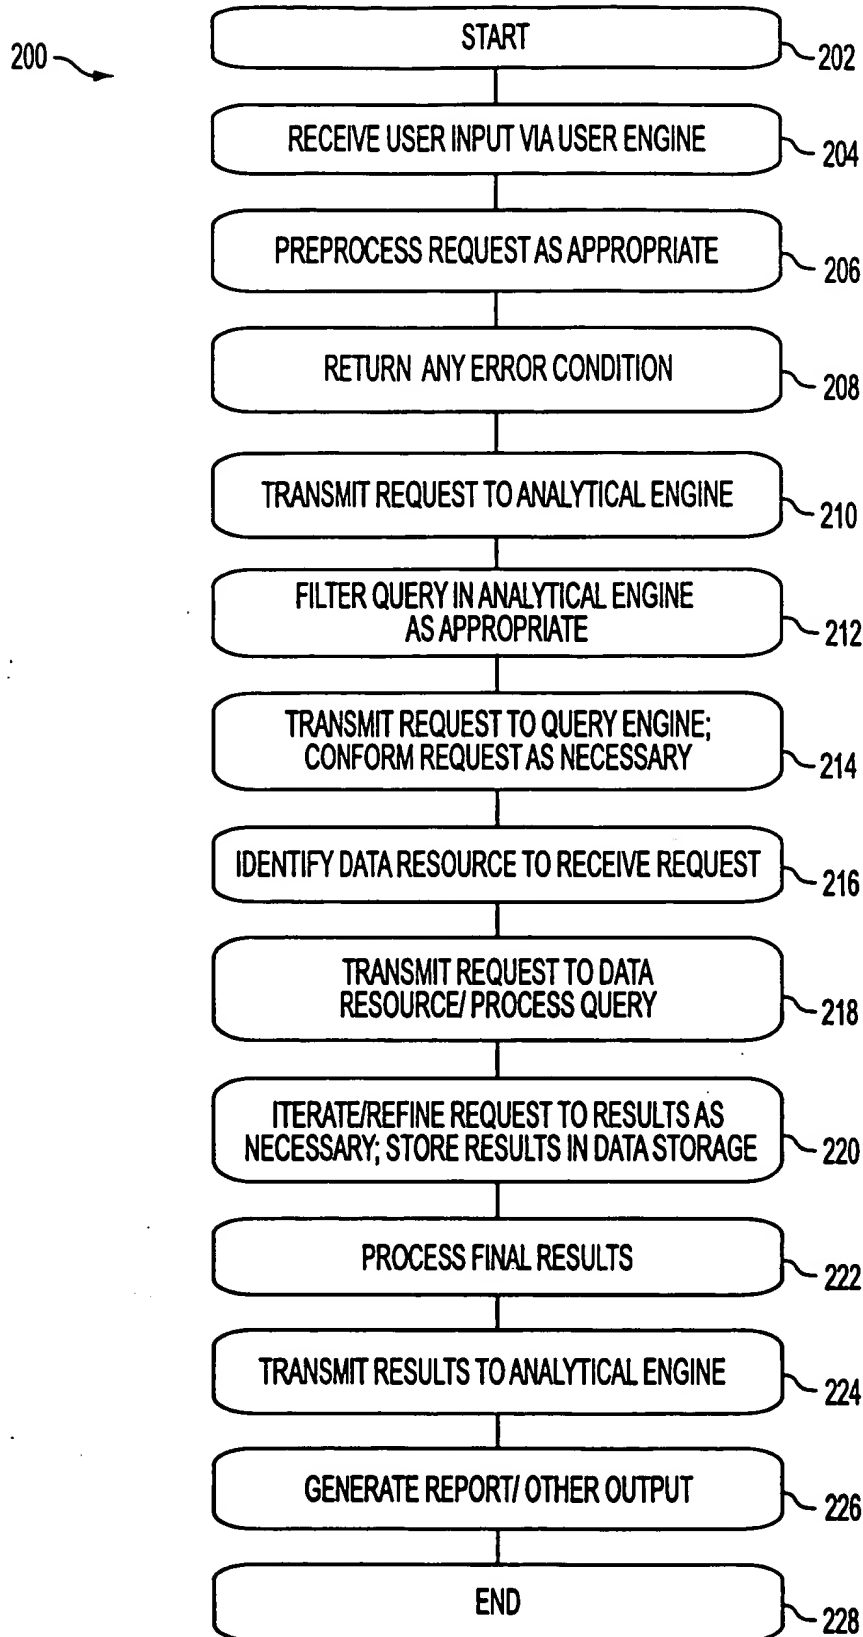 200
START
202
RECEIVE USER INPUT VIA USER ENGINE
204
PREPROCESS REQUEST AS APPROPRIATE
206
RETURN ANY ERROR CONDITION
208
TRANSMIT REQUEST TO ANALYTICAL ENGINE
210
FILTER QUERY IN ANALYTICAL ENGINE
AS APPROPRIATE
212
TRANSMIT REQUEST TO QUERY ENGINE;
CONFORM REQUEST AS NECESSARY
214
IDENTIFY DATA RESOURCE TO RECEIVE REQUEST
216
TRANSMIT REQUEST TO DATA
RESOURCE/ PROCESS QUERY
218
ITERATE/REFINE REQUEST TO RESULTS AS
NECESSARY; STORE RESULTS IN DATA STORAGE
220
PROCESS FINAL RESULTS
222
TRANSMIT RESULTS TO ANALYTICAL ENGINE
224
GENERATE REPORT/ OTHER OUTPUT
226
END
228